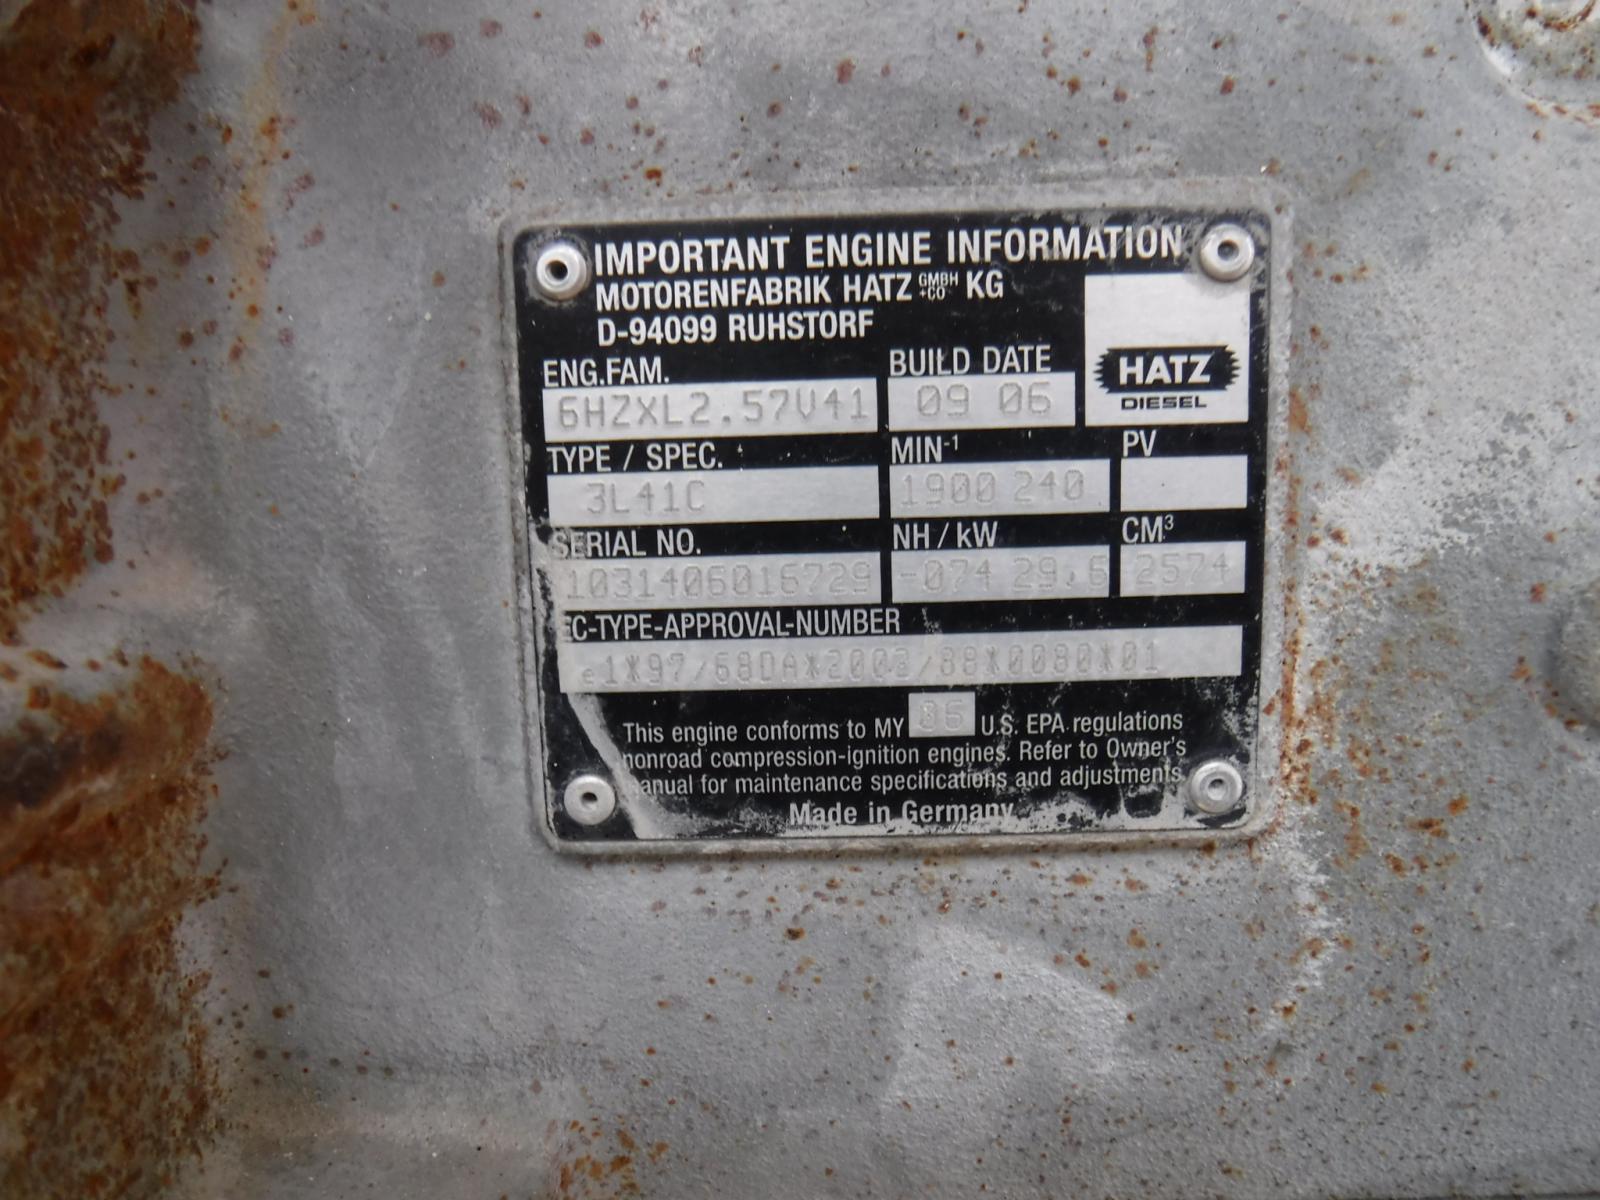 IMPORTANT ENGINE INFORMATION
MOTORENFABRIK HATZ GMBH +CO KG
D-94099 RUHSTORF
HATZ
DIESEL
ENG.FAM. BUILD DATE
6HZXL2.57V41 09 06
TYPE / SPEC. MIN-1 PV
3L41C 1900 240
SERIAL NO. NH / kW CM³
1031406016729 -074 29.6 2574
EC-TYPE-APPROVAL-NUMBER
e1*97/68DA*2003/88*0080*01
This engine conforms to MY 06 U.S. EPA regulations
nonroad compression-ignition engines. Refer to Owner's
manual for maintenance specifications and adjustments
Made in Germany